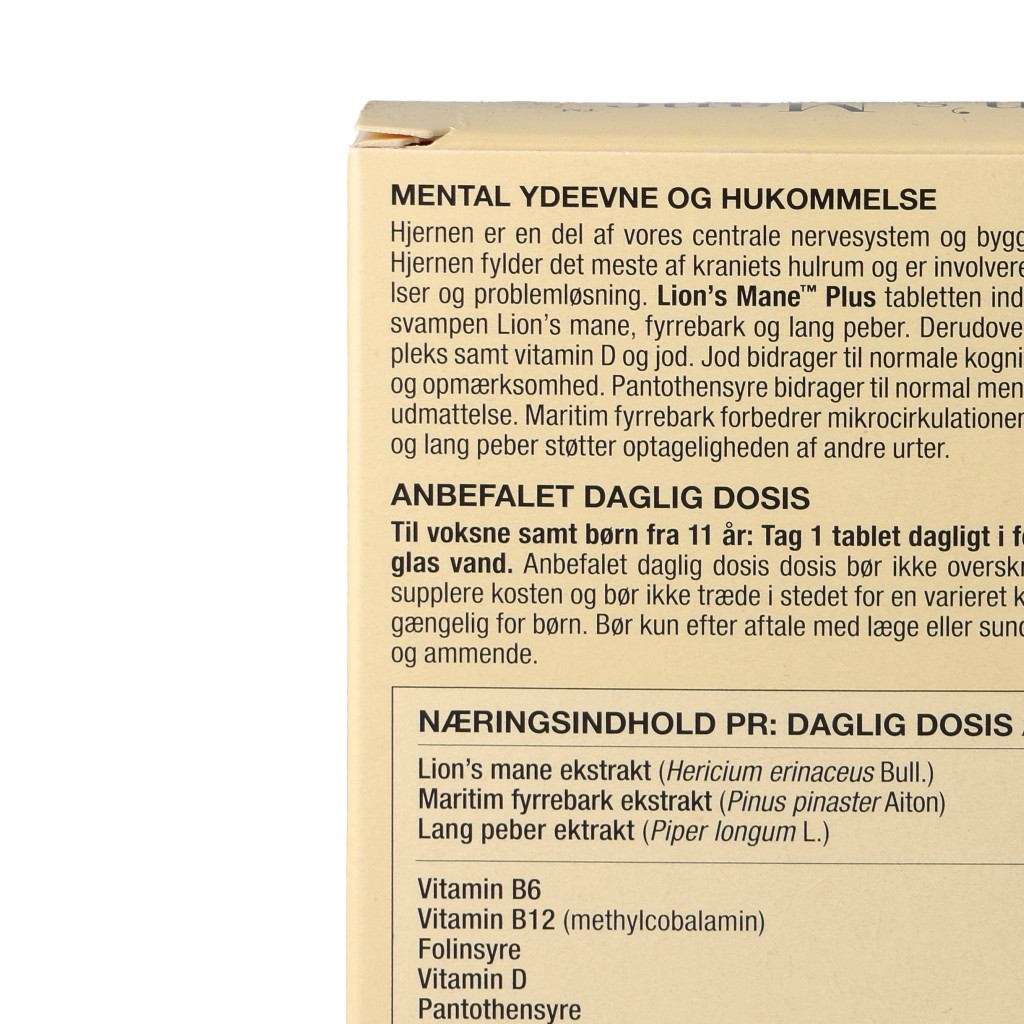 MENTAL YDEEVNE OG HUKOMMELSE
Hjernen er en del af vores centrale nervesystem og bygg
Hjernen fylder det meste af kraniets hulrum og er involvere
lser og problemløsning. Lion's Mane™ Plus tabletten ind
svampen Lion's mane, fyrrebark og lang peber. Derudove
pleks samt vitamin D og jod. Jod bidrager til normale kogni
og opmærksomhed. Pantothensyre bidrager til normal men
udmattelse. Maritim fyrrebark forbedrer mikrocirkulationen
og lang peber støtter optageligheden af andre urter.
ANBEFALET DAGLIG DOSIS
Til voksne samt børn fra 11 år: Tag 1 tablet dagligt i fo
glas vand. Anbefalet daglig dosis dosis bør ikke overskr
supplere kosten og bør ikke træde i stedet for en varieret k
gængelig for børn. Bør kun efter aftale med læge eller sund
og ammende.
NÆRINGSINDHOLD PR: DAGLIG DOSIS
Lion's mane ekstrakt (Hericium erinaceus Bull.)
Maritim fyrrebark ekstrakt (Pinus pinaster Aiton)
Lang peber ektrakt (Piper longum L.)
Vitamin B6
Vitamin B12 (methylcobalamin)
Folinsyre
Vitamin D
Pantothensyre